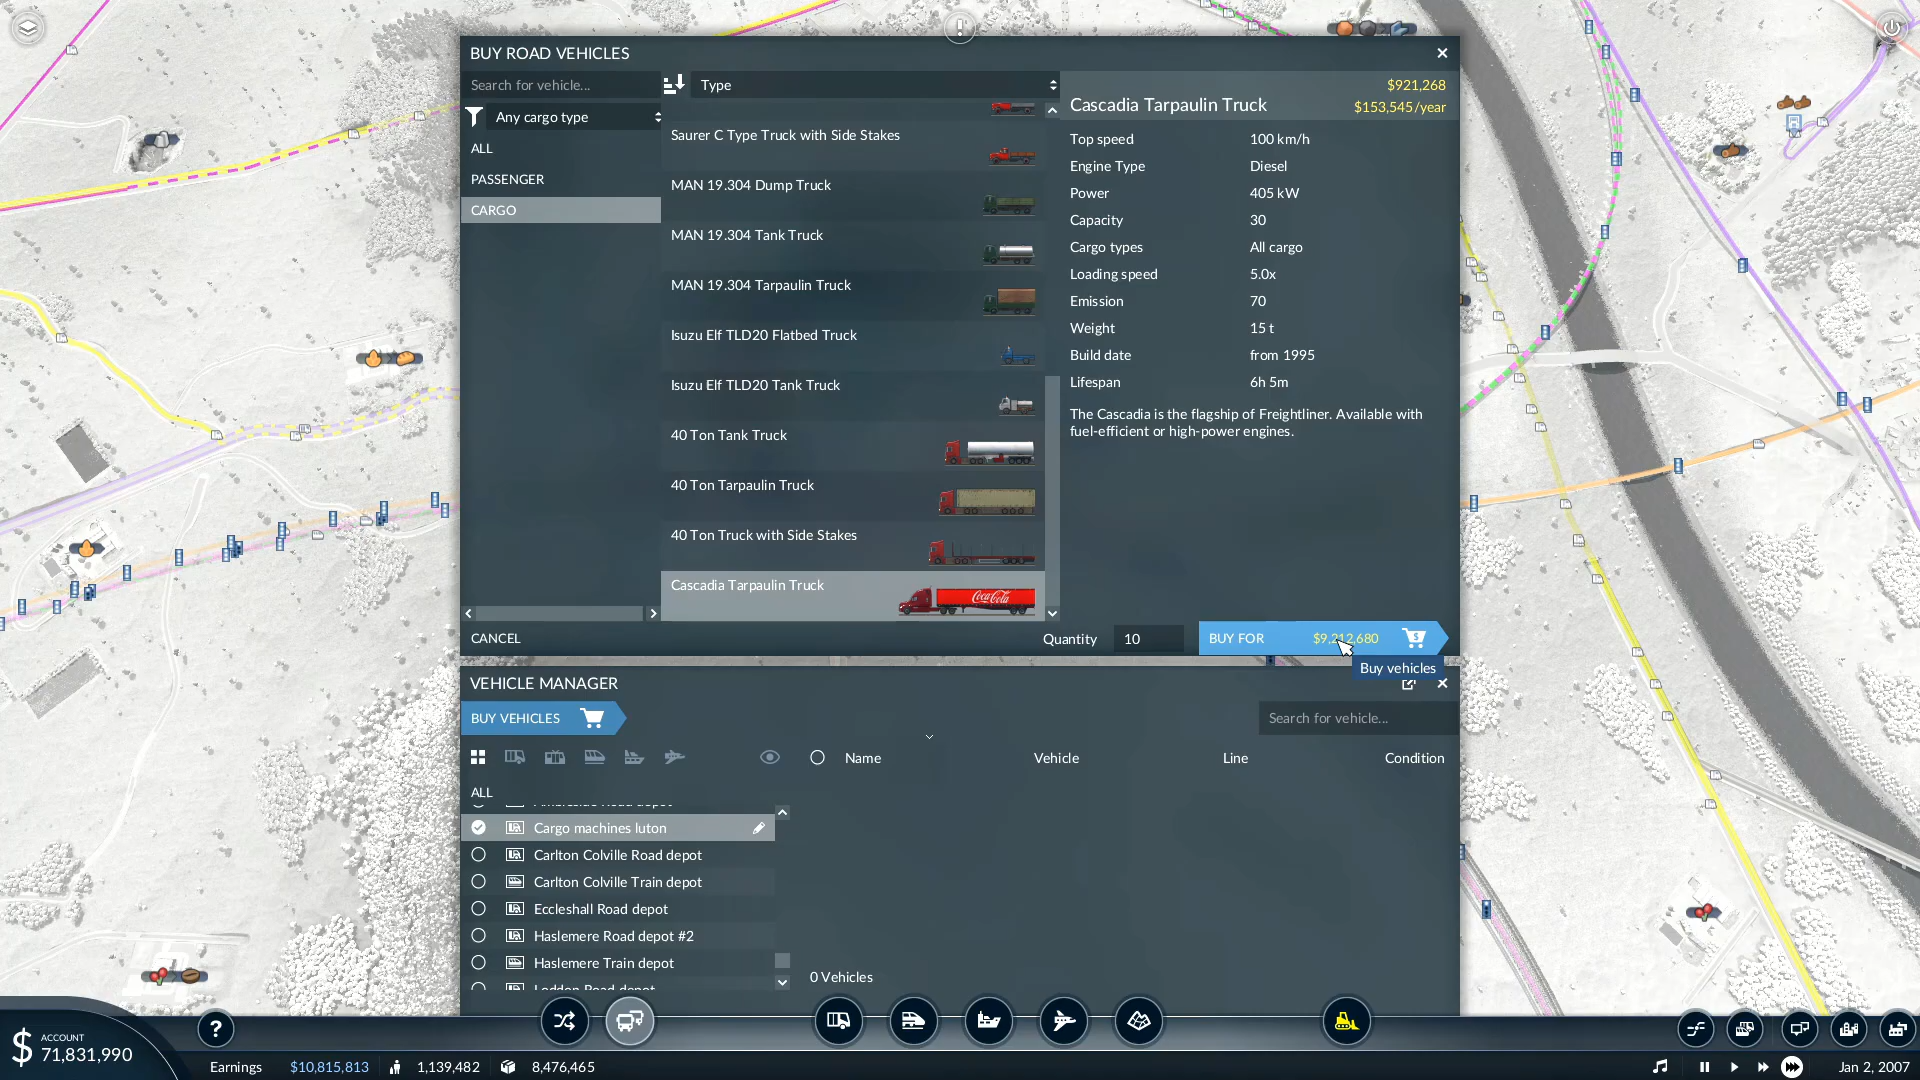 BUY ROAD VEHICLES
Search for vehicle...
Type
$921,268
Cascadia Tarpaulin Truck
$153,545/year
Any cargo type
ALL
PASSENGER
CARGO
Saurer C Type Truck with Side Stakes
MAN 19.304 Dump Truck
MAN 19.304 Tank Truck
MAN 19.304 Tarpaulin Truck
Isuzu Elf TLD20 Flatbed Truck
Isuzu Elf TLD20 Tank Truck
40 Ton Tank Truck
40 Ton Tarpaulin Truck
40 Ton Truck with Side Stakes
Cascadia Tarpaulin Truck
Coca-Cola
Top speed 100 km/h
Engine Type Diesel
Power 405 kW
Capacity 30
Cargo types All cargo
Loading speed 5.0x
Emission 70
Weight 15 t
Build date from 1995
Lifespan 6h 5m
The Cascadia is the flagship of Freightliner. Available with
fuel-efficient or high-power engines.
CANCEL
Quantity 10
BUY FOR $9,212,680
Buy vehicles
VEHICLE MANAGER
BUY VEHICLES
Search for vehicle...
Name Vehicle Line Condition
ALL
Cargo machines luton
Carlton Colville Road depot
Carlton Colville Train depot
Eccleshall Road depot
Haslemere Road depot #2
Haslemere Train depot
0 Vehicles
?
$ ACCOUNT
71,831,990
Earnings $10,815,813 1,139,482 8,476,465
Jan 2, 2007